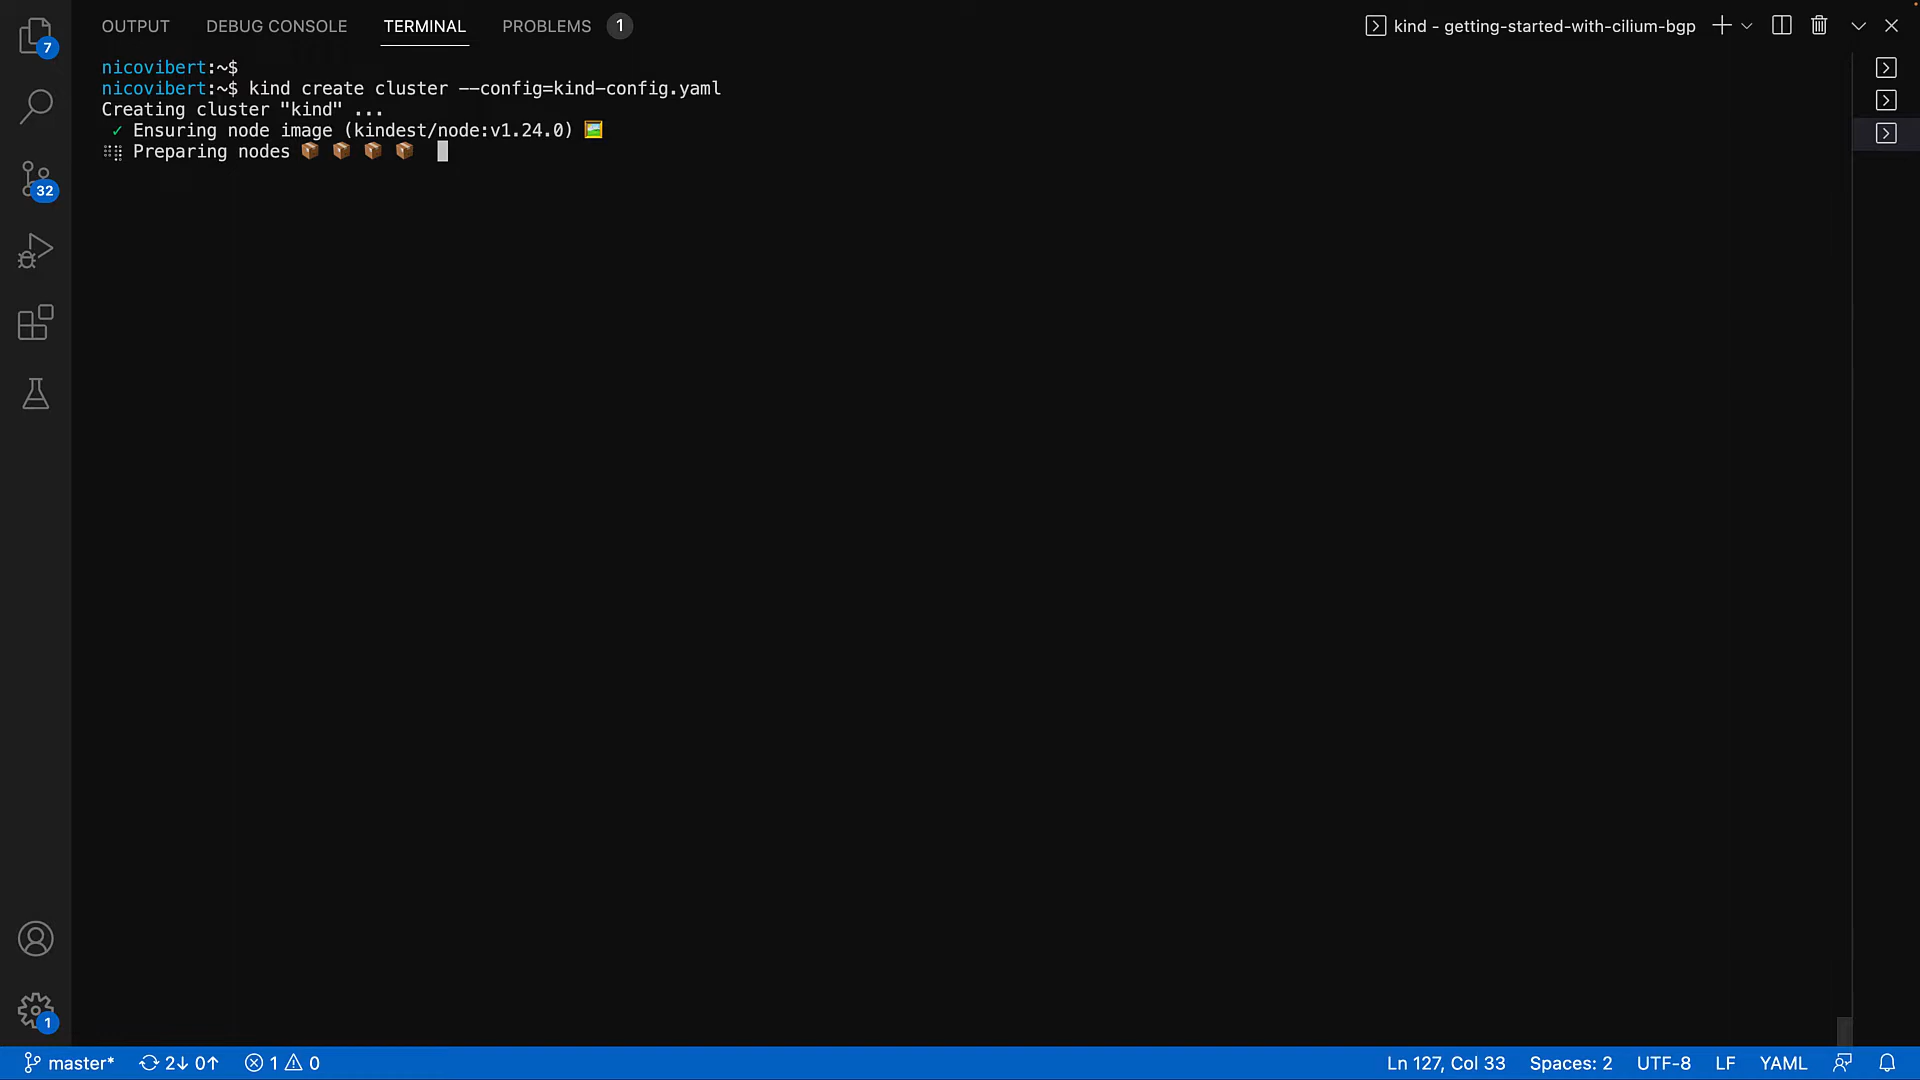 OUTPUT DEBUG CONSOLE TERMINAL PROBLEMS 1 kind - getting-started-with-cilium-bgp
7
32
1
nicovibert:~$
nicovibert:~$ kind create cluster --config=kind-config.yaml
Creating cluster "kind" ...
✓ Ensuring node image (kindest/node:v1.24.0) 🖼
Preparing nodes 📦 📦 📦 📦
master* 2↓ 0↑ 1 0 Ln 127, Col 33 Spaces: 2 UTF-8 LF YAML